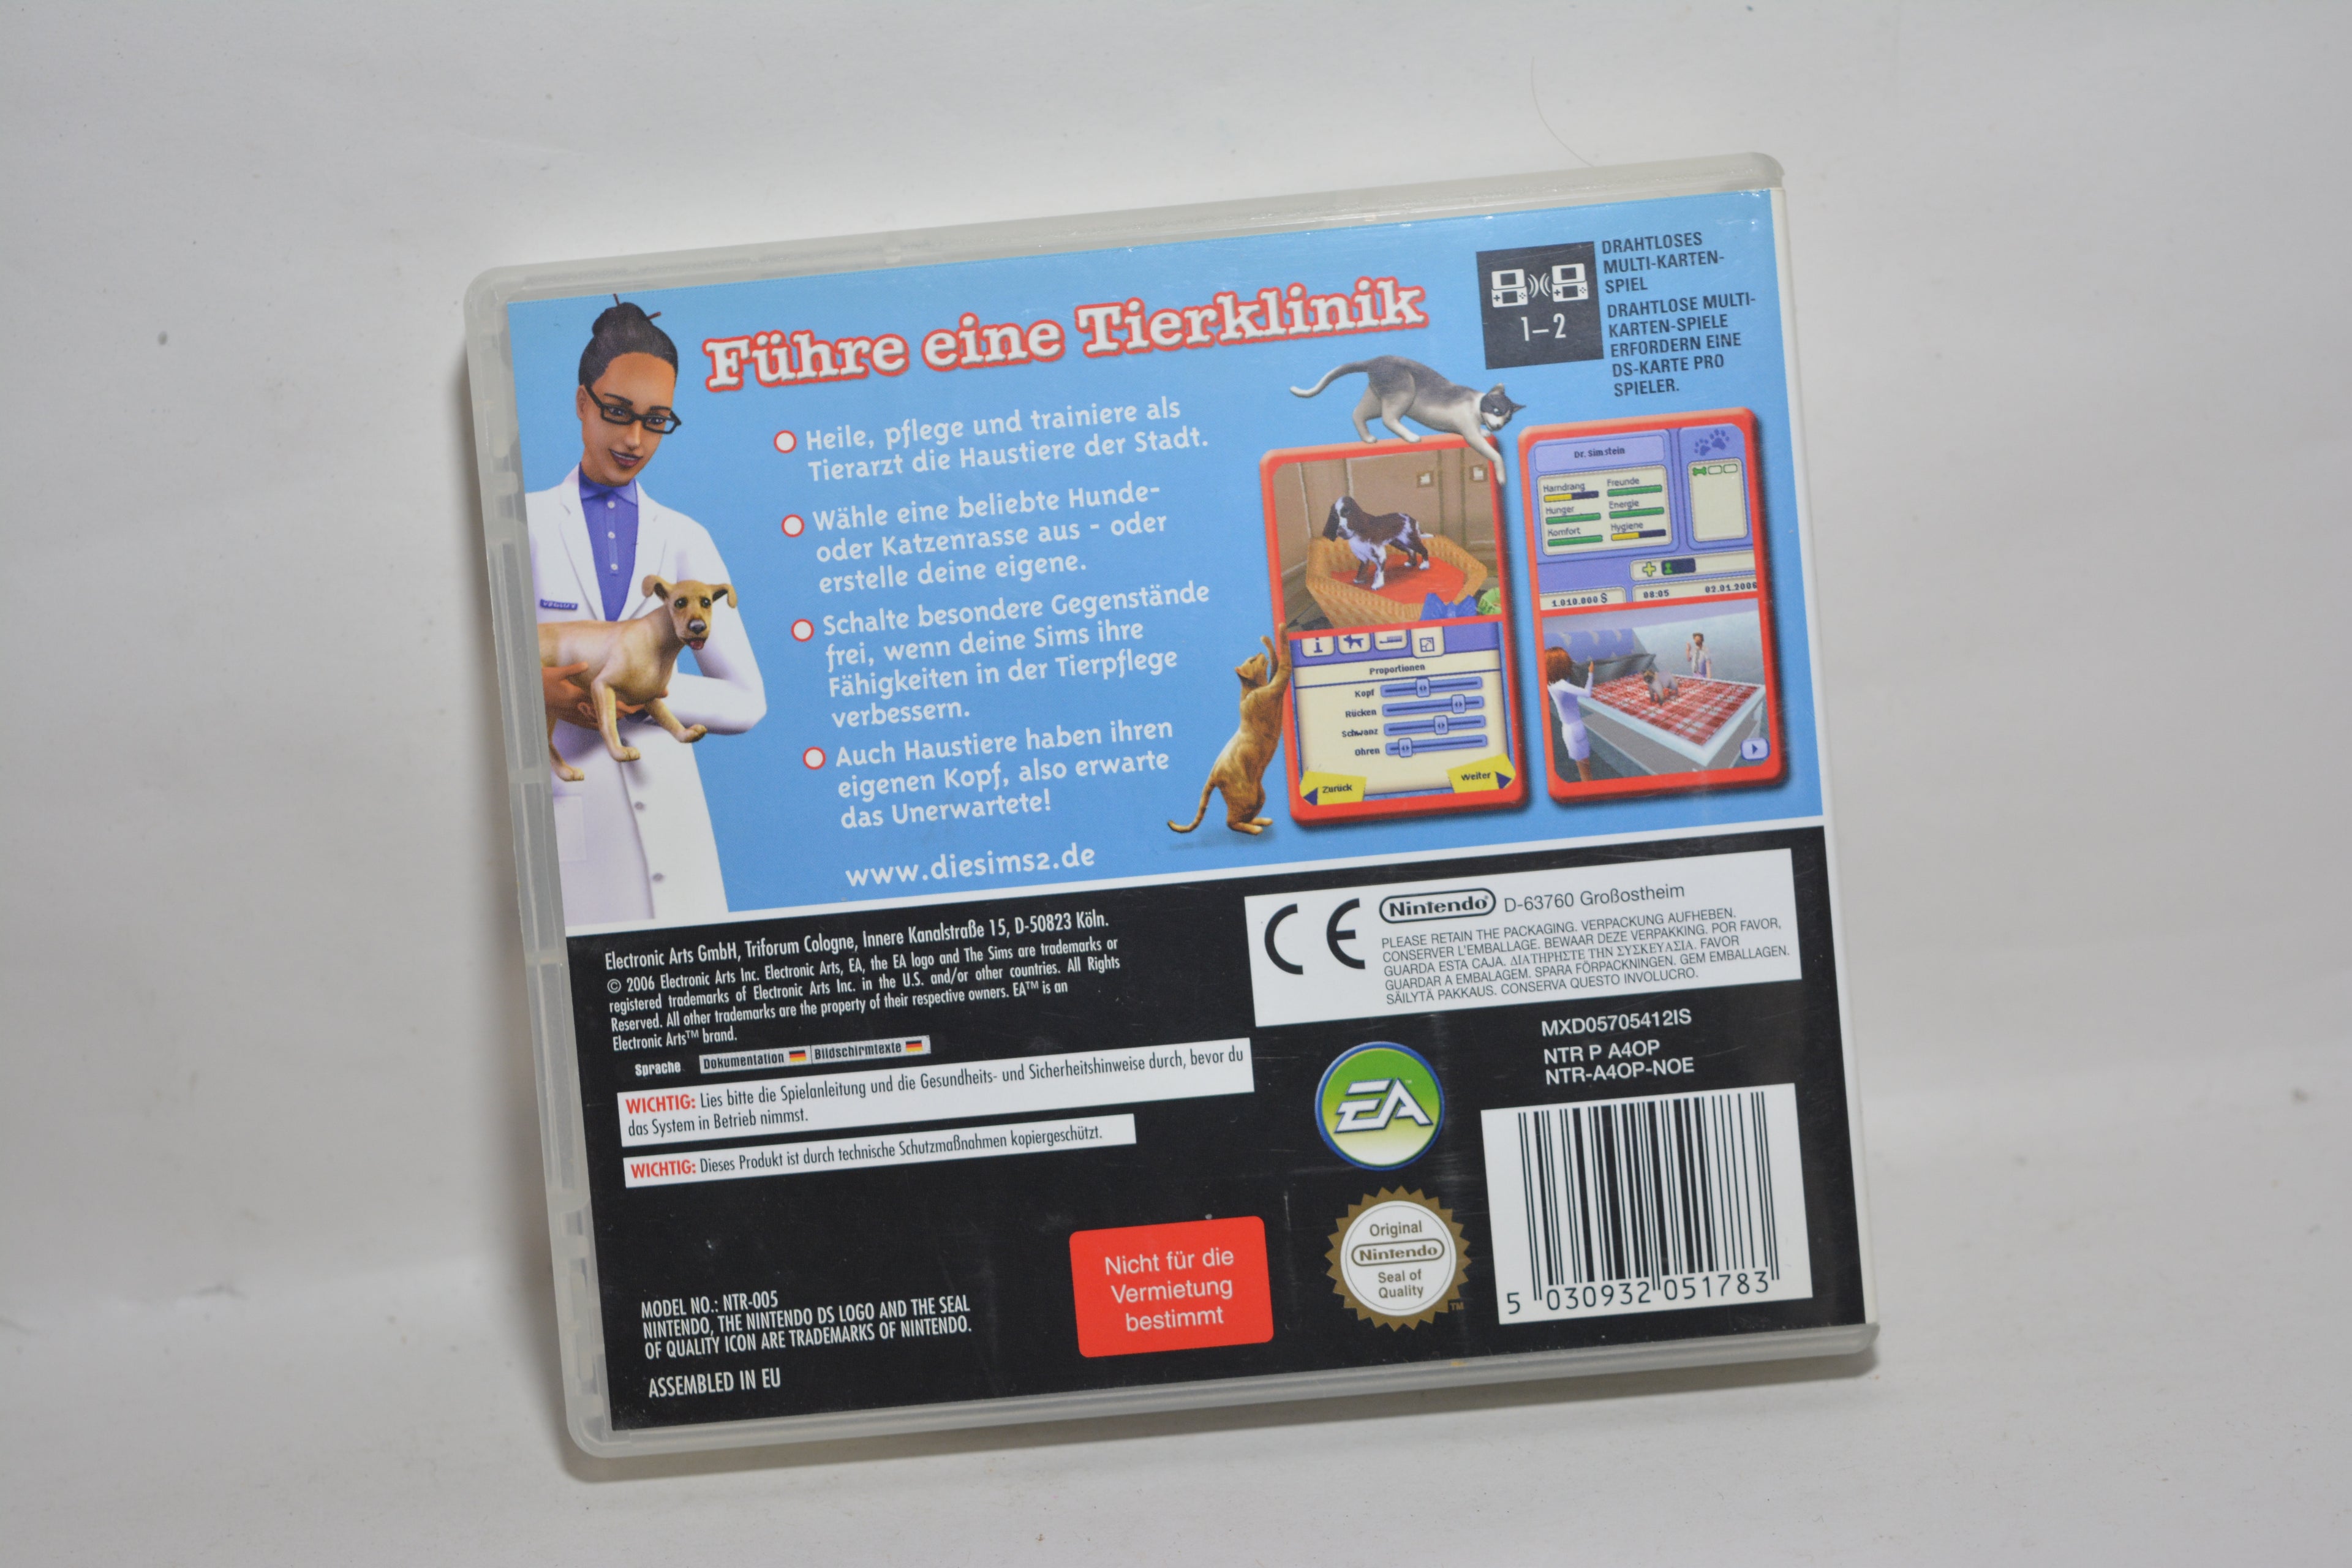 Führe eine Tierklinik
Heile, pflege und trainiere als
Tierarzt die Haustiere der Stadt.
Wähle eine beliebte Hunde-
oder Katzenrasse aus - oder
erstelle deine eigene.
Schalte besondere Gegenstände
frei, wenn deine Sims ihre
Fähigkeiten in der Tierpflege
verbessern.
Auch Haustiere haben ihren
eigenen Kopf, also erwarte
das Unerwartete!
www.diesims2.de
1-2
DRAHTLOSES
MULTI-KARTEN-
SPIEL
DRAHTLOSE MULTI-
KARTEN-SPIELE
ERFORDERN EINE
DS-KARTE PRO
SPIELER.
Proportionen
Kopf
Rücken
Schwanz
Ohren
Zurück
Weiter
Dr. Simstein
Harndrang Freunde
Hunger Energie
Komfort Hygiene
1.010.000 $ 08:05 02.01.2006
Electronic Arts GmbH, Triforum Cologne, Innere Kanalstraße 15, D-50823 Köln.
© 2006 Electronic Arts Inc. Electronic Arts, EA, the EA logo and The Sims are trademarks or
registered trademarks of Electronic Arts Inc. in the U.S. and/or other countries. All Rights
Reserved. All other trademarks are the property of their respective owners. EA™ is an
Electronic Arts™ brand.
Sprache Dokumentation Bildschirmtexte
WICHTIG: Lies bitte die Spielanleitung und die Gesundheits- und Sicherheitshinweise durch, bevor du
das System in Betrieb nimmst.
WICHTIG: Dieses Produkt ist durch technische Schutzmaßnahmen kopiergeschützt.
MODEL NO.: NTR-005
NINTENDO, THE NINTENDO DS LOGO AND THE SEAL
OF QUALITY ICON ARE TRADEMARKS OF NINTENDO.
ASSEMBLED IN EU
Nicht für die
Vermietung
bestimmt
CE
Nintendo® D-63760 Großostheim
PLEASE RETAIN THE PACKAGING. VERPACKUNG AUFHEBEN.
CONSERVER L'EMBALLAGE. BEWAAR DEZE VERPAKKING. POR FAVOR,
GUARDA ESTA CAJA. ΔΙΑΤΗΡΗΣΤΕ ΤΗΝ ΣΥΣΚΕΥΑΣΙΑ. FAVOR
GUARDAR A EMBALAGEM. SPARA FÖRPACKNINGEN. GEM EMBALLAGEN.
SÄILYTÄ PAKKAUS. CONSERVA QUESTO INVOLUCRO.
MXD05705412IS
NTR P A4OP
NTR-A4OP-NOE
EA
Original
Nintendo
Seal of
Quality
TM
5 030932 051783